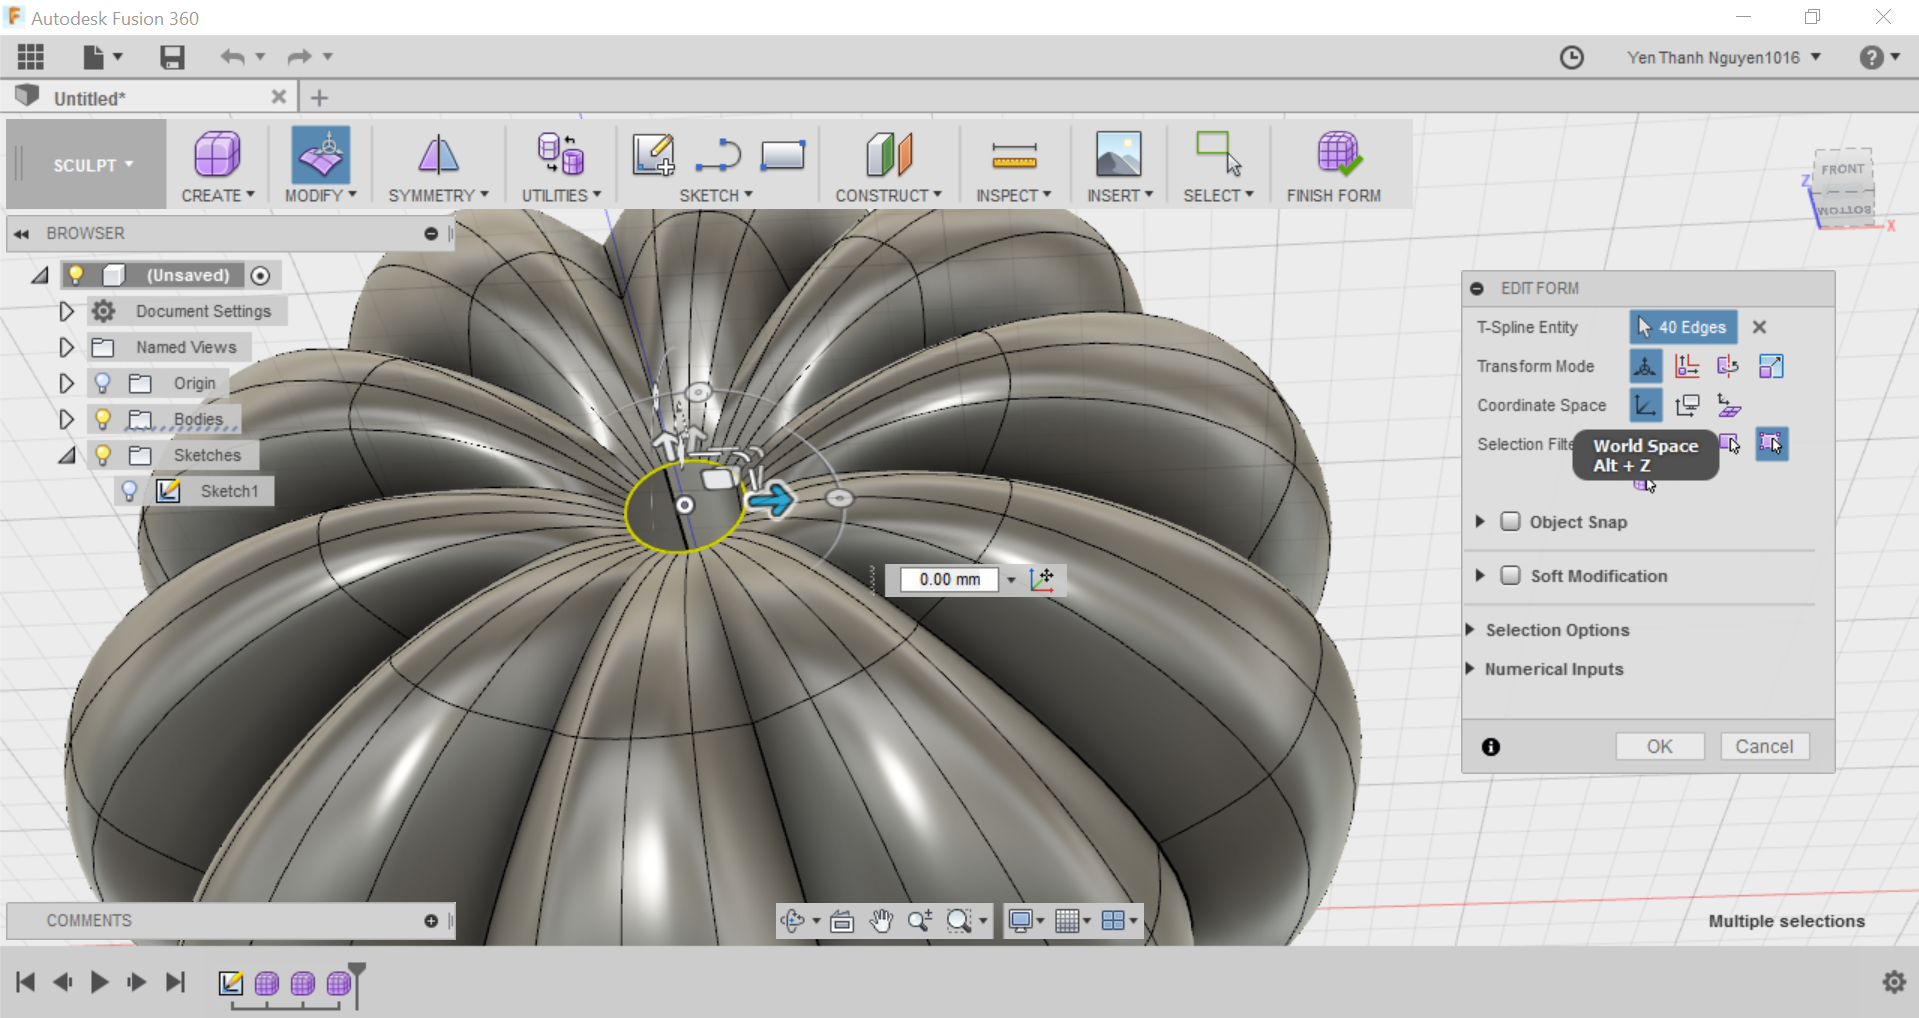 Autodesk Fusion 360
Yen Thanh Nguyen1016
Untitled*
SCULPT
CREATE
MODIFY
SYMMETRY
UTILITIES
SKETCH
CONSTRUCT
INSPECT
INSERT
SELECT
FINISH FORM
FRONT
BOTTOM
Z
X
BROWSER
(Unsaved)
Document Settings
Named Views
Origin
Bodies
Sketches
Sketch1
EDIT FORM
T-Spline Entity
40 Edges
Transform Mode
Coordinate Space
Selection Filte
World Space
Alt + Z
Object Snap
Soft Modification
Selection Options
Numerical Inputs
OK
Cancel
0.00 mm
COMMENTS
Multiple selections